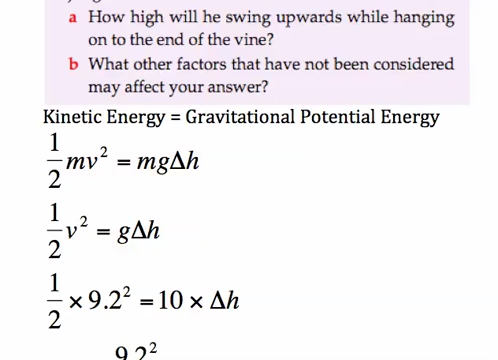 a How high will he swing upwards while hanging
on to the end of the vine?
b What other factors that have not been considered
may affect your answer?
Kinetic Energy = Gravitational Potential Energy
1/2 mv² = mgΔh
1/2 v² = gΔh
1/2 × 9.2² = 10 × Δh
9.2²